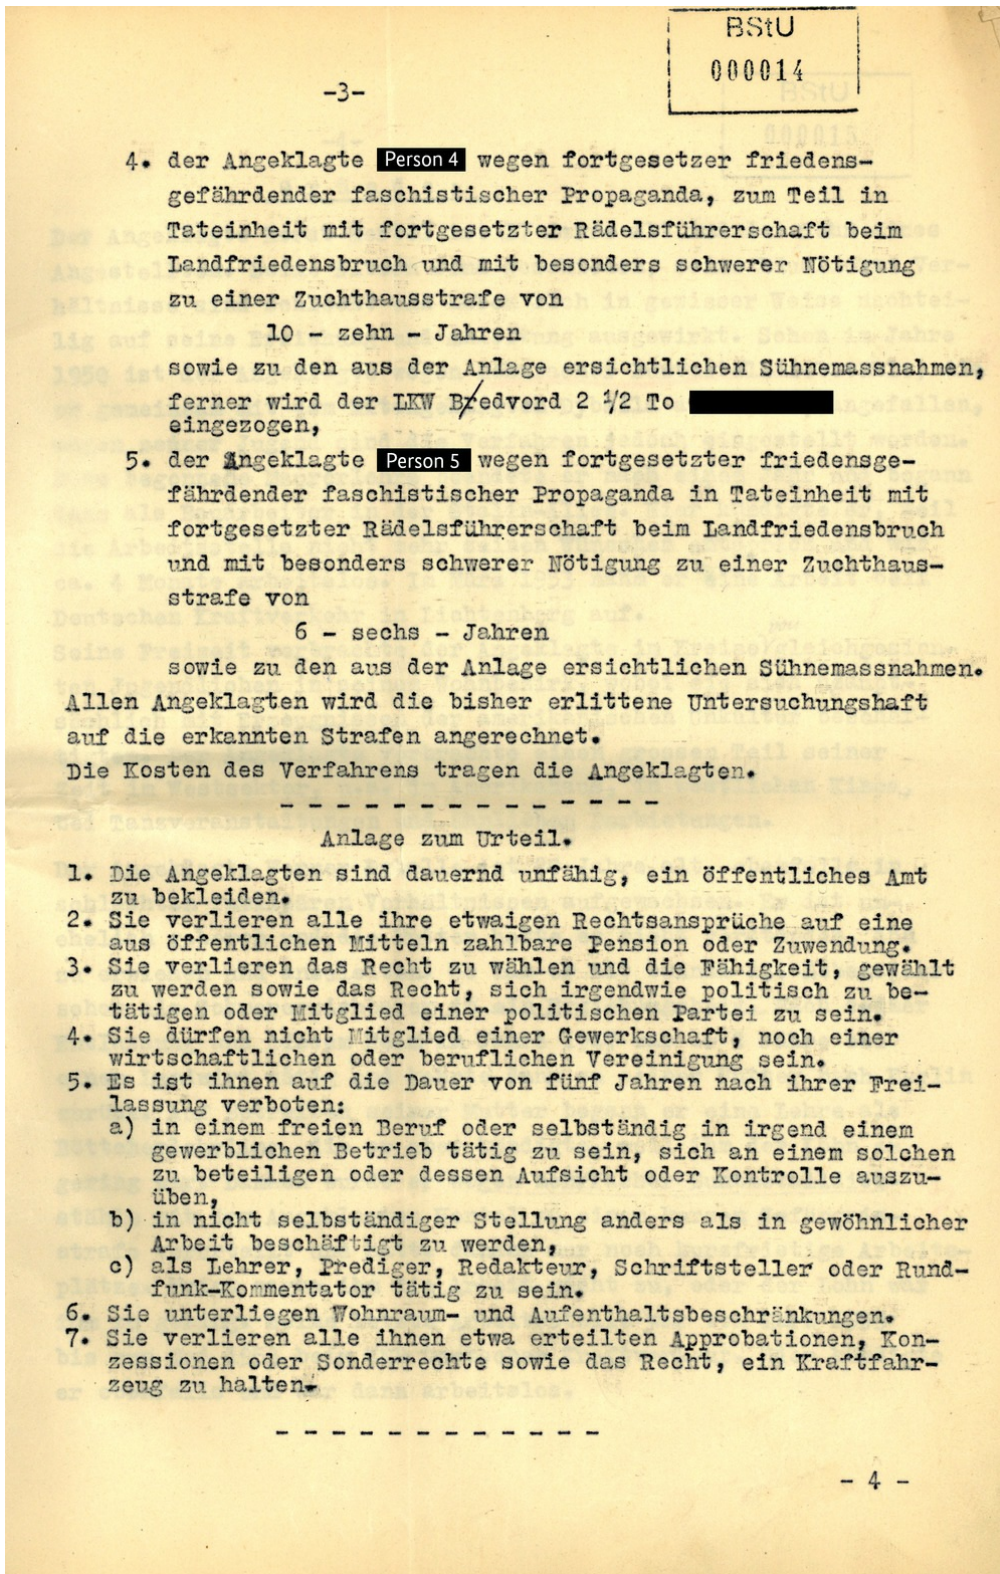 BStU
000014
-3-
4. der Angeklagte Person 4 wegen fortgesetzer friedens-
gefährdender faschistischer Propaganda, zum Teil in
Tateinheit mit fortgesetzter Rädelsführerschaft beim
Landfriedensbruch und mit besonders schwerer Nötigung
zu einer Zuchthausstrafe von
10 - zehn - Jahren
sowie zu den aus der Anlage ersichtlichen Sühnemassnahmen,
ferner wird der LKW Bredvord 2 1/2 To
eingezogen,
5. der Angeklagte Person 5 wegen fortgesetzter friedensge-
fährdender faschistischer Propaganda in Tateinheit mit
fortgesetzter Rädelsführerschaft beim Landfriedensbruch
und mit besonders schwerer Nötigung zu einer Zuchthaus-
strafe von
6 - sechs - Jahren
sowie zu den aus der Anlage ersichtlichen Sühnemassnahmen.
Allen Angeklagten wird die bisher erlittene Untersuchungshaft
auf die erkannten Strafen angerechnet.
Die Kosten des Verfahrens tragen die Angeklagten.
- - - - - - - - - - - - - -
Anlage zum Urteil.
1. Die Angeklagten sind dauernd unfähig, ein öffentliches Amt
zu bekleiden.
2. Sie verlieren alle ihre etwaigen Rechtsansprüche auf eine
aus öffentlichen Mitteln zahlbare Pension oder Zuwendung.
3. Sie verlieren das Recht zu wählen und die Fähigkeit, gewählt
zu werden sowie das Recht, sich irgendwie politisch zu be-
tätigen oder Mitglied einer politischen Partei zu sein.
4. Sie dürfen nicht Mitglied einer Gewerkschaft, noch einer
wirtschaftlichen oder beruflichen Vereinigung sein.
5. Es ist ihnen auf die Dauer von fünf Jahren nach ihrer Frei-
lassung verboten:
a) in einem freien Beruf oder selbständig in irgend einem
gewerblichen Betrieb tätig zu sein, sich an einem solchen
zu beteiligen oder dessen Aufsicht oder Kontrolle auszu-
üben,
b) in nicht selbständiger Stellung anders als in gewöhnlicher
Arbeit beschäftigt zu werden,
c) als Lehrer, Prediger, Redakteur, Schriftsteller oder Rund-
funk-Kommentator tätig zu sein.
6. Sie unterliegen Wohnraum- und Aufenthaltsbeschränkungen.
7. Sie verlieren alle ihnen etwa erteilten Approbationen, Kon-
zessionen oder Sonderrechte sowie das Recht, ein Kraftfahr-
zeug zu halten.
- - - - - - - - - - - -
- 4 -